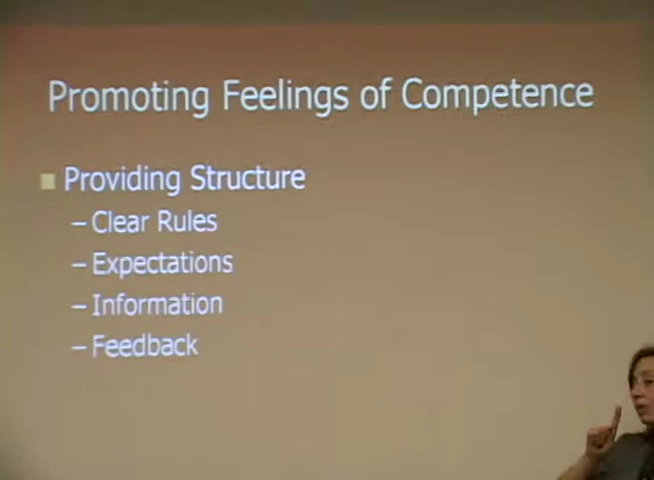 Promoting Feelings of Competence
Providing Structure
– Clear Rules
– Expectations
– Information
– Feedback